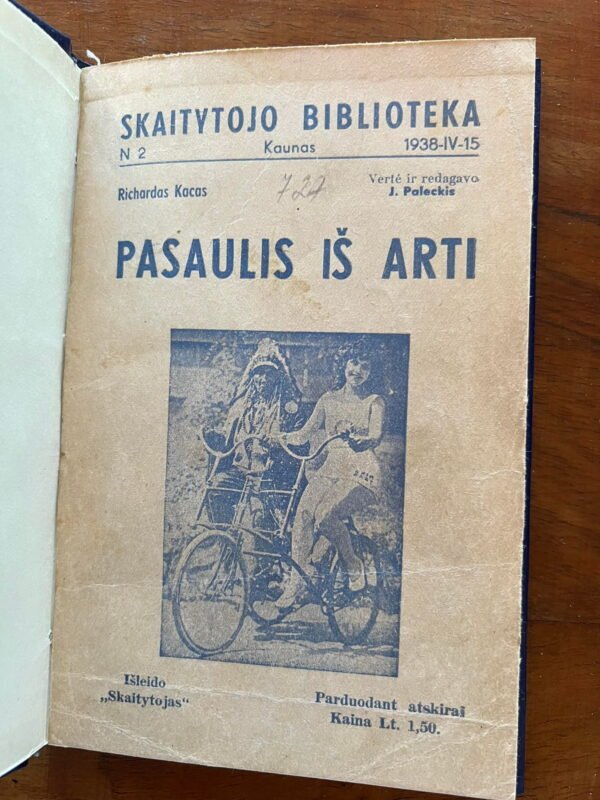 SKAITYTOJO BIBLIOTEKA
N 2 Kaunas 1938-IV-15
Richardas Kacas
727
Vertė ir redagavo
J. Paleckis
PASAULIS IŠ ARTI
Išleido
„Skaitytojas“
Parduodant atskirai
Kaina Lt. 1,50.